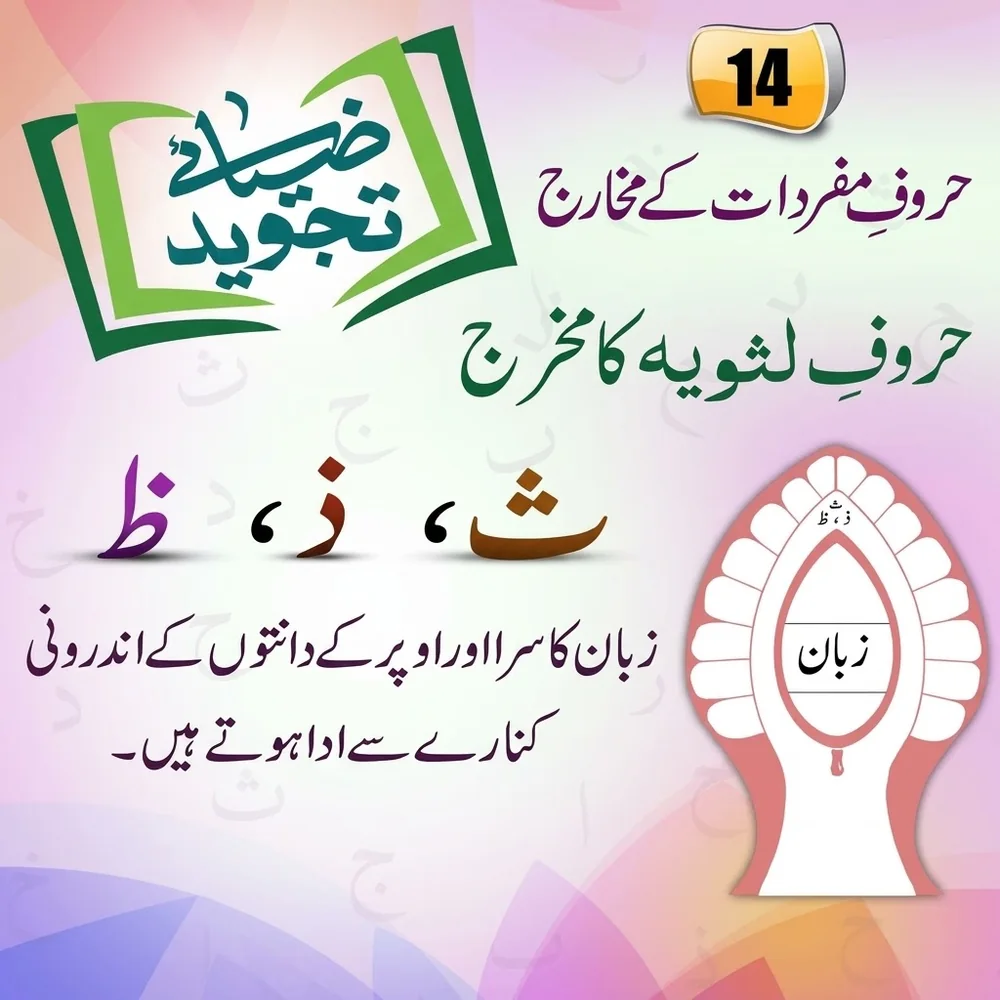 14
ضیائے
تجوید
حروفِ مفردات کے مخارج
حروفِ لثویہ کا مخرج
ث ، ذ ، ظ
زبان کا سرا اور اوپر کے دانتوں کے اندرونی
کنارے سے ادا ہوتے ہیں۔
ث
ذ، ظ
زبان